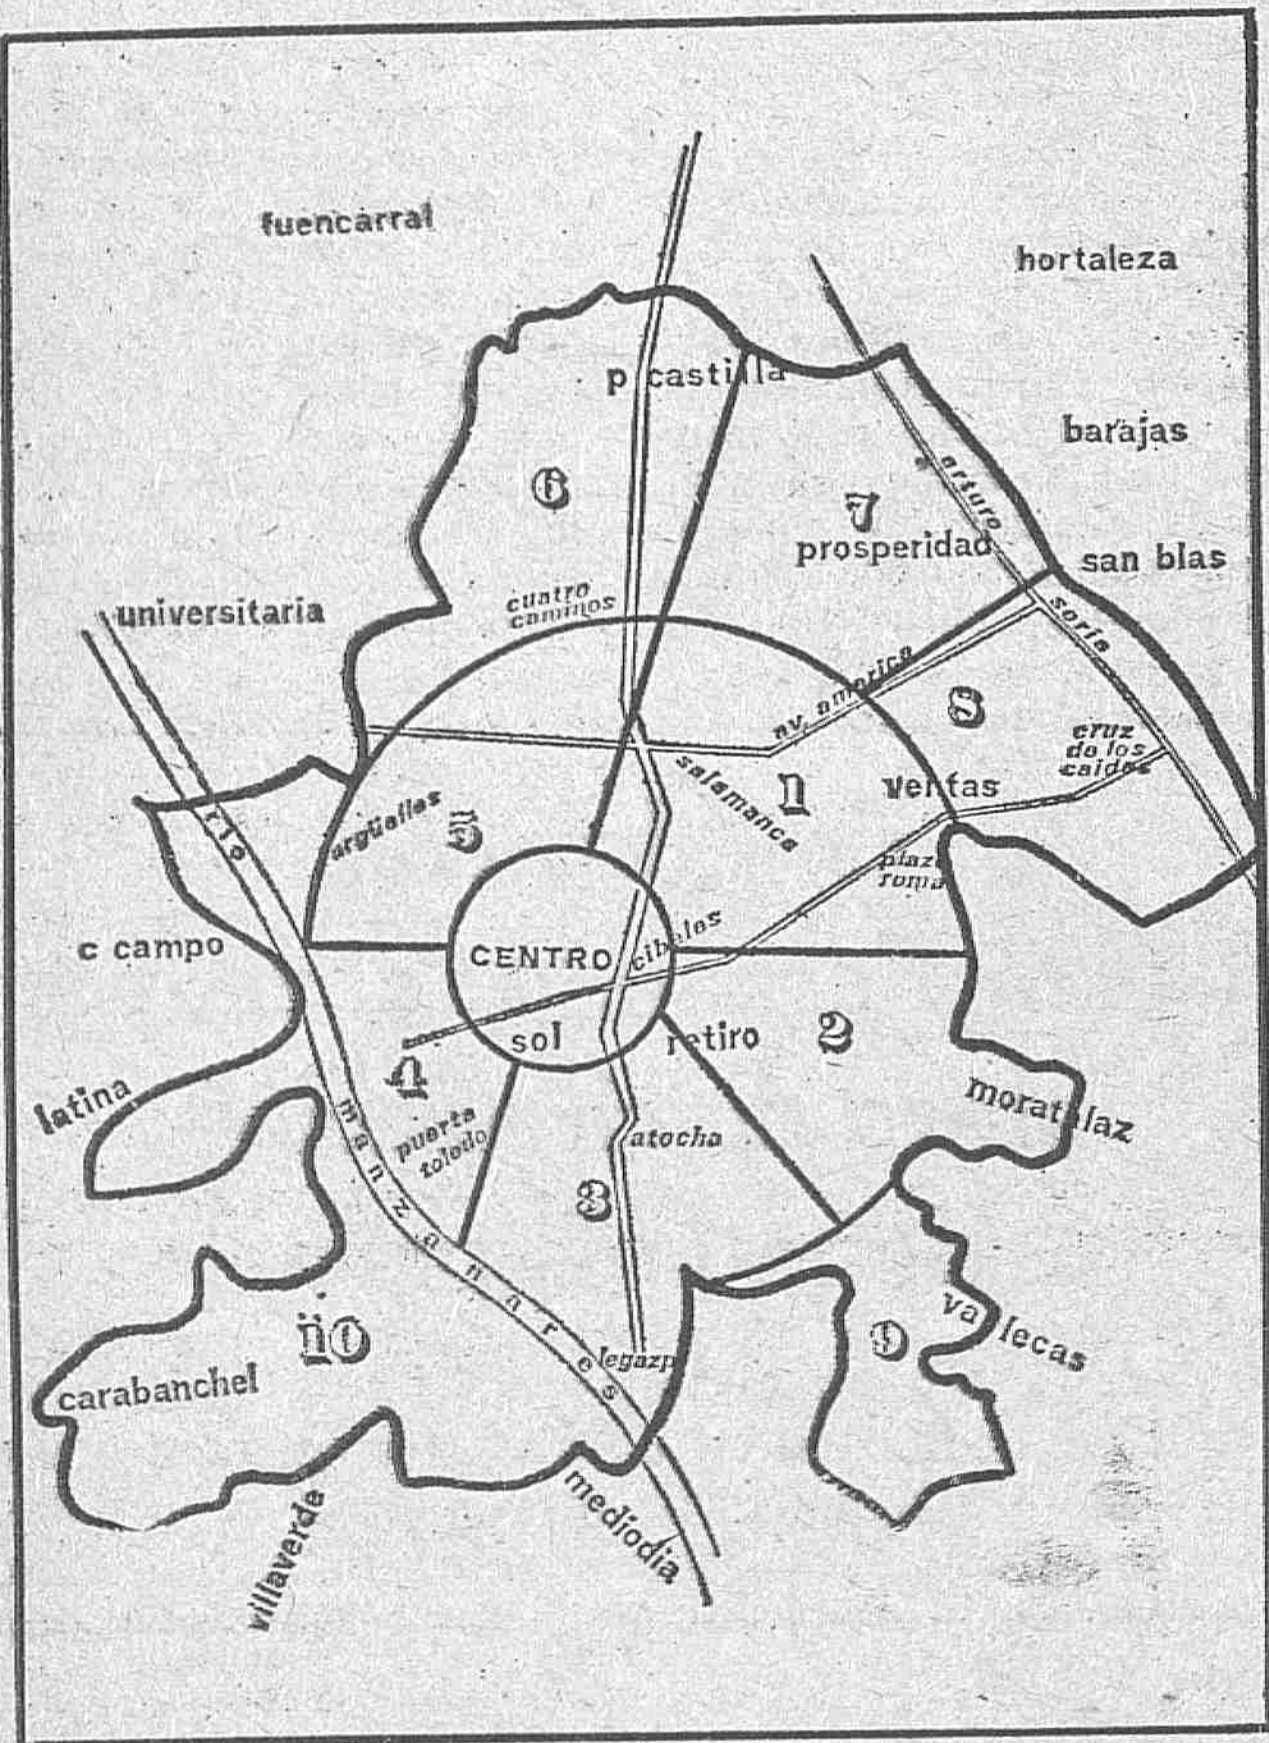 fuencarral
hortaleza
p castilla
barajas
6
arturo
7
prosperidad
san blas
cuatro
caminos
universitaria
soria
av. america
8
cruz
de los
caidos
salamanca
1
ventas
argüelles
5
rio
plaza
roma
c campo
CENTRO
cibeles
sol
retiro
2
4
latina
moratalaz
manzanares
puerta
toledo
atocha
3
vallecas
9
10
legazpi
carabanchel
mediodia
villaverde